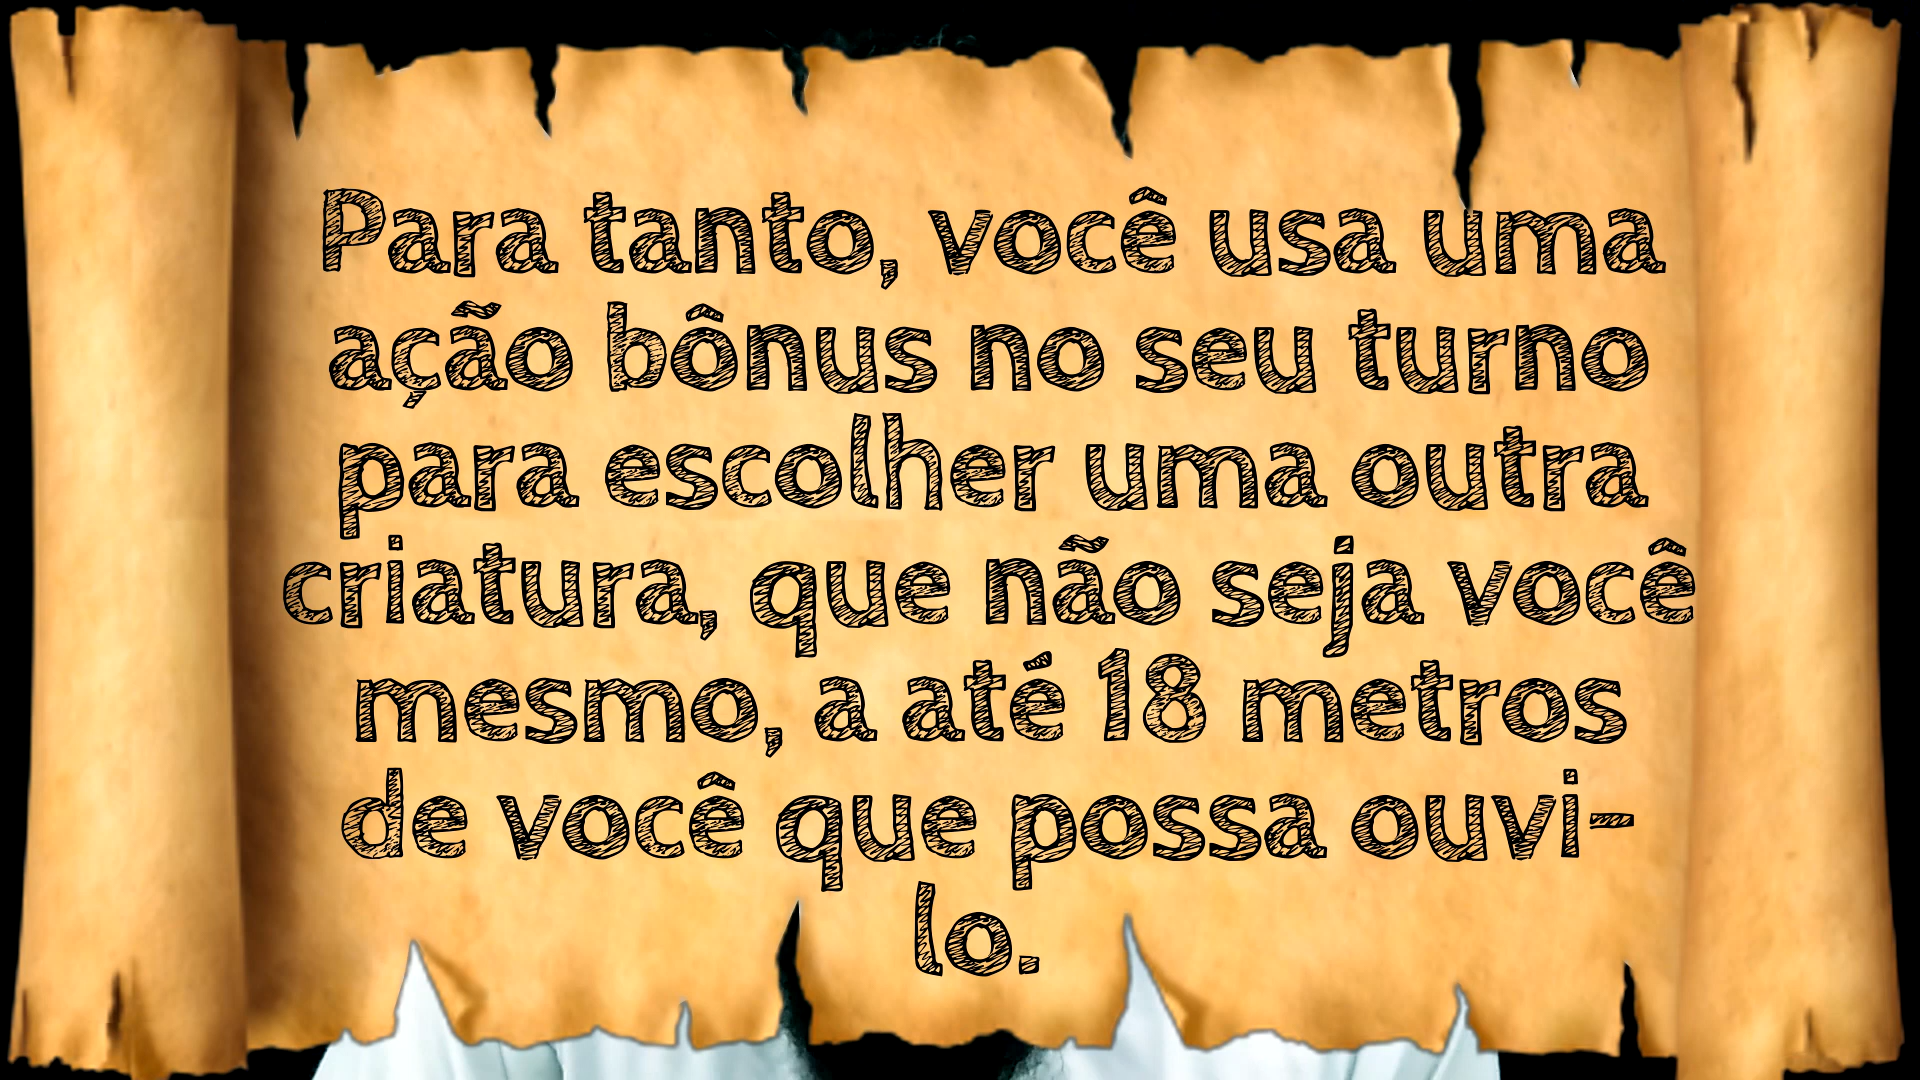 Para tanto, você usa uma
ação bônus no seu turno
para escolher uma outra
criatura, que não seja você
mesmo, a até 18 metros
de você que possa ouvi-
lo.